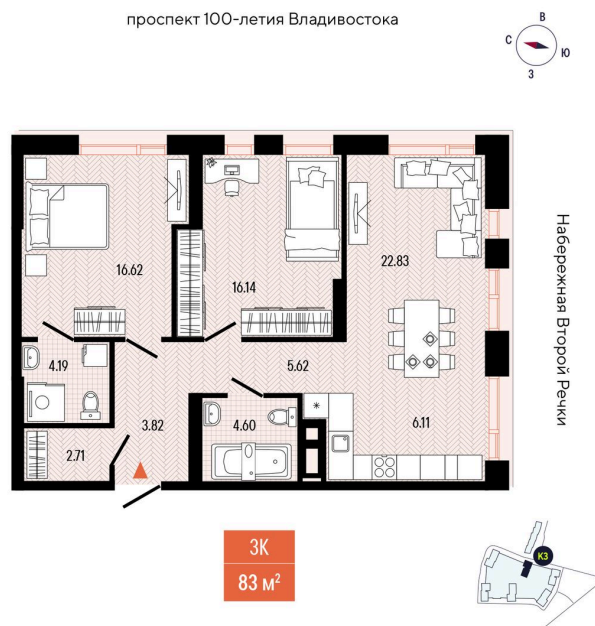 проспект 100-летия Владивостока
В
С
Ю
З
Набережная Второй Речки
16.62
16.14
22.83
4.19
5.62
3.82
4.60
6.11
2.71
3К
83 м²
К3